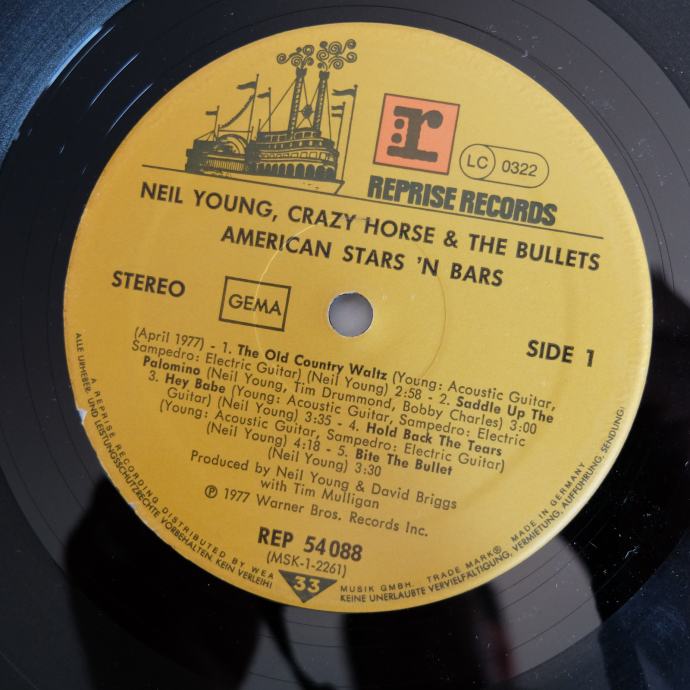 r
LC 0322
REPRISE RECORDS
NEIL YOUNG, CRAZY HORSE & THE BULLETS
AMERICAN STARS 'N BARS
STEREO
GEMA
SIDE 1
(April 1977) - 1. The Old Country Waltz (Young: Acoustic Guitar,
Sampedro: Electric Guitar) (Neil Young) 2:58 - 2. Saddle Up The
Palomino (Neil Young, Tim Drummond, Bobby Charles) 3:00
3. Hey Babe (Young: Acoustic Guitar, Sampedro: Electric
Guitar) (Neil Young) 3:35 - 4. Hold Back The Tears
(Young: Acoustic Guitar, Sampedro: Electric Guitar)
(Neil Young) 4:18 - 5. Bite The Bullet
(Neil Young) 3:30
Produced by Neil Young & David Briggs
with Tim Mulligan
℗ 1977 Warner Bros. Records Inc.
REP 54 088
(MSK-1-2261)
33
A REPRISE RECORDING DISTRIBUTED BY WEA MUSIK GMBH. TRADE MARK® MADE IN GERMANY
ALLE URHEBER- UND LEISTUNGSSCHUTZRECHTE VORBEHALTEN. KEIN VERLEIH! KEINE UNERLAUBTE VERVIELFÄLTIGUNG, VERMIETUNG, AUFFÜHRUNG, SENDUNG!